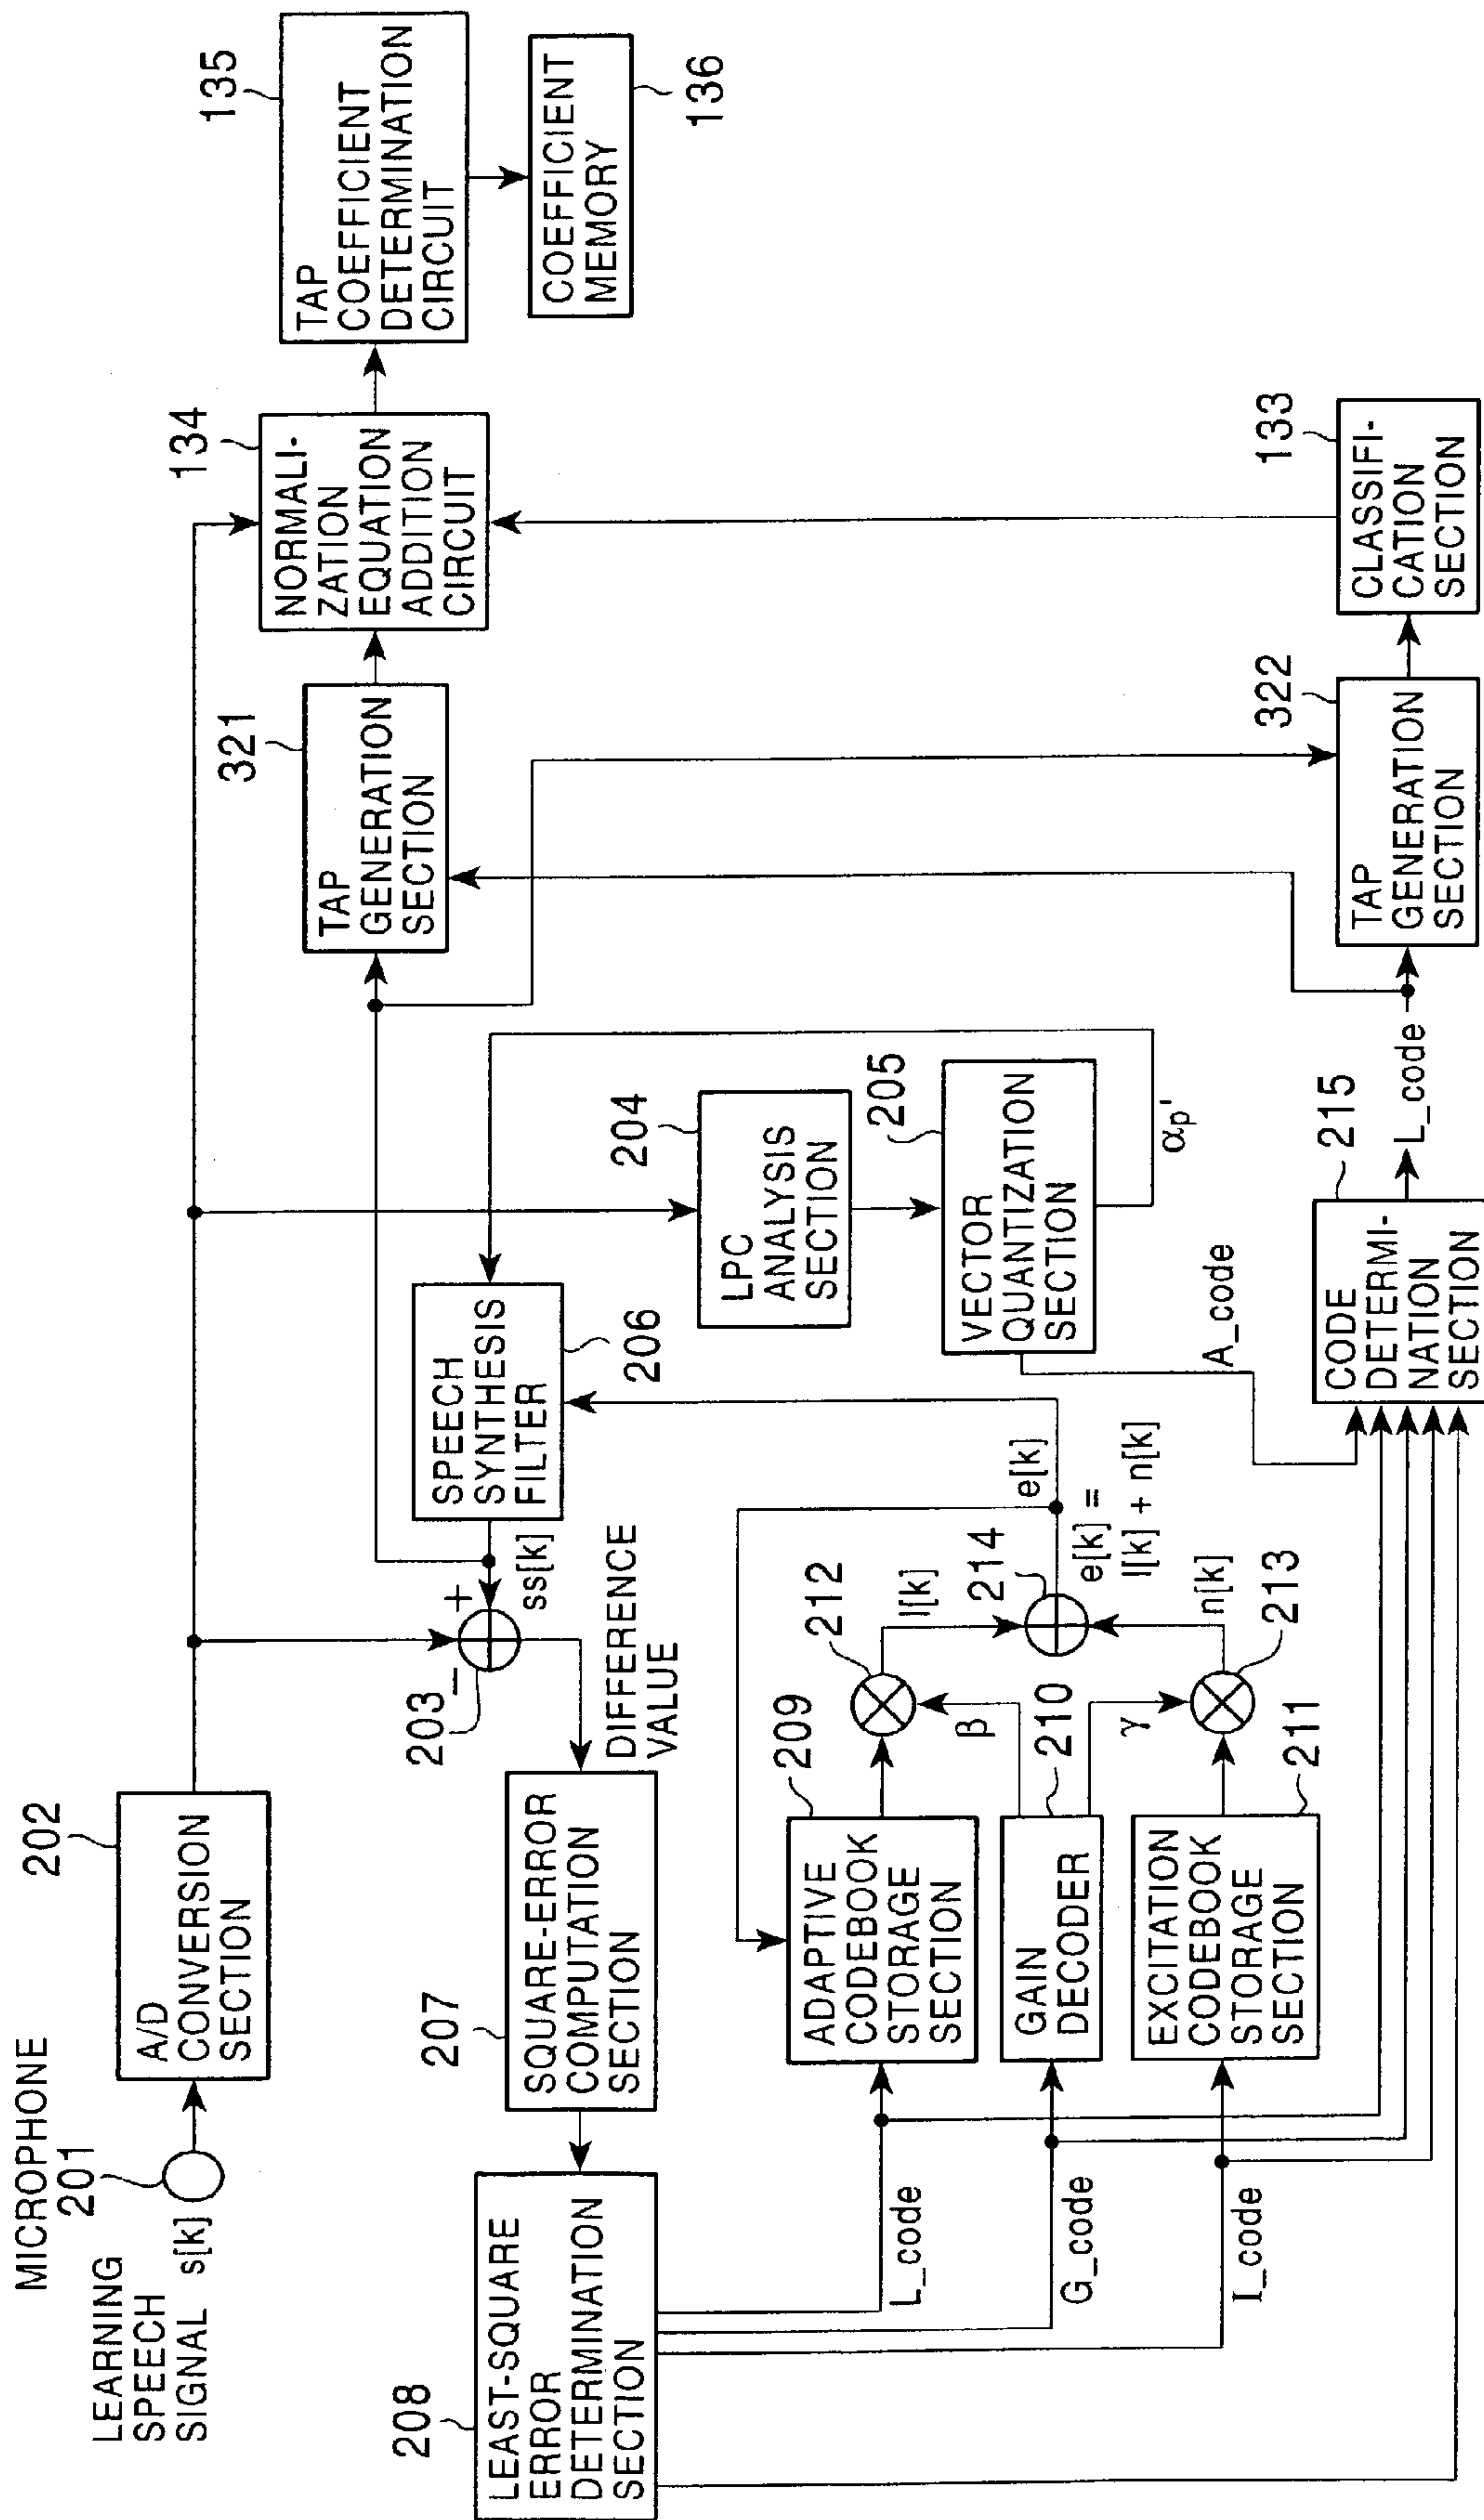 MICROPHONE
201
LEARNING
SPEECH
SIGNAL s[k]
202
A/D
CONVERSION
SECTION
203
+
−
ss[k]
DIFFERENCE
VALUE
207
SQUARE-ERROR
COMPUTATION
SECTION
208
LEAST-SQUARE
ERROR
DETERMINATION
SECTION
L_code
G_code
I_code
209
ADAPTIVE
CODEBOOK
STORAGE
SECTION
210
GAIN
DECODER
211
EXCITATION
CODEBOOK
STORAGE
SECTION
β
γ
212
213
214
l[k]
n[k]
e[k]
e[k] =
l[k] + n[k]
SPEECH
SYNTHESIS
FILTER
206
204
LPC
ANALYSIS
SECTION
205
VECTOR
QUANTIZATION
SECTION
αp'
A_code
215
CODE
DETERMI-
NATION
SECTION
L_code
321
TAP
GENERATION
SECTION
322
TAP
GENERATION
SECTION
134
NORMALI-
ZATION
EQUATION
ADDITION
CIRCUIT
133
CLASSIFI-
CATION
SECTION
135
TAP
COEFFICIENT
DETERMINATION
CIRCUIT
COEFFICIENT
MEMORY
136